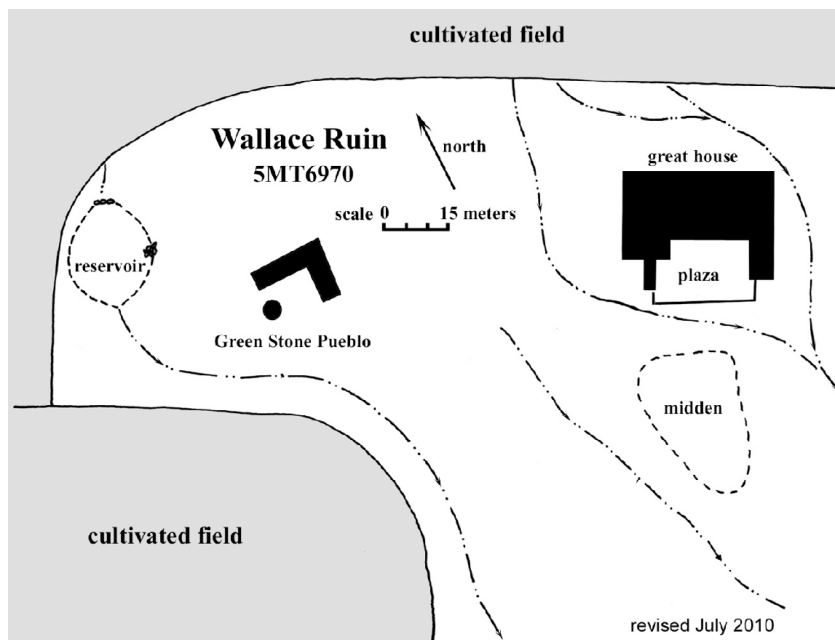 cultivated field
Wallace Ruin
5MT6970
north
great house
scale 0 15 meters
reservoir
plaza
Green Stone Pueblo
midden
cultivated field
revised July 2010